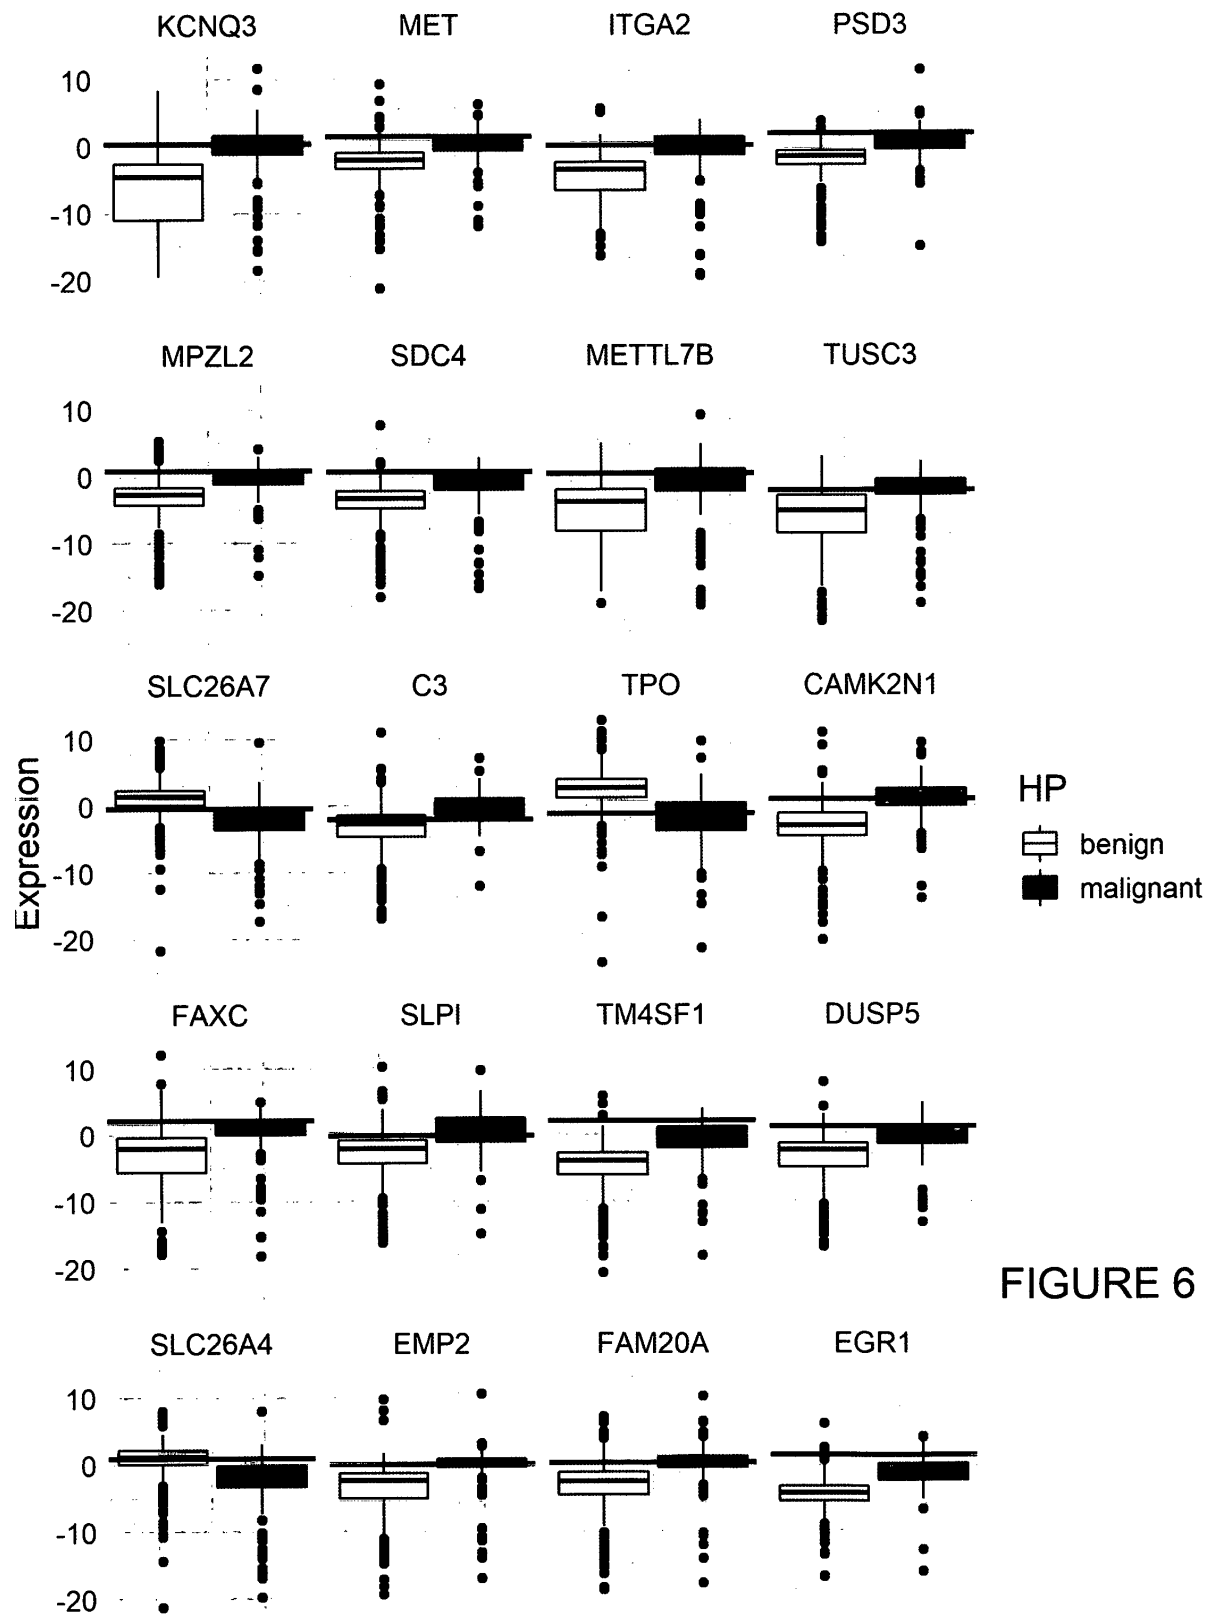 KCNQ3 MET ITGA2 PSD3
10
0
-10
-20
MPZL2 SDC4 METTL7B TUSC3
10
0
-10
-20
SLC26A7 C3 TPO CAMK2N1
10
0
-10
-20
Expression
HP
benign
malignant
FAXC SLPI TM4SF1 DUSP5
10
0
-10
-20
FIGURE 6
SLC26A4 EMP2 FAM20A EGR1
10
0
-10
-20